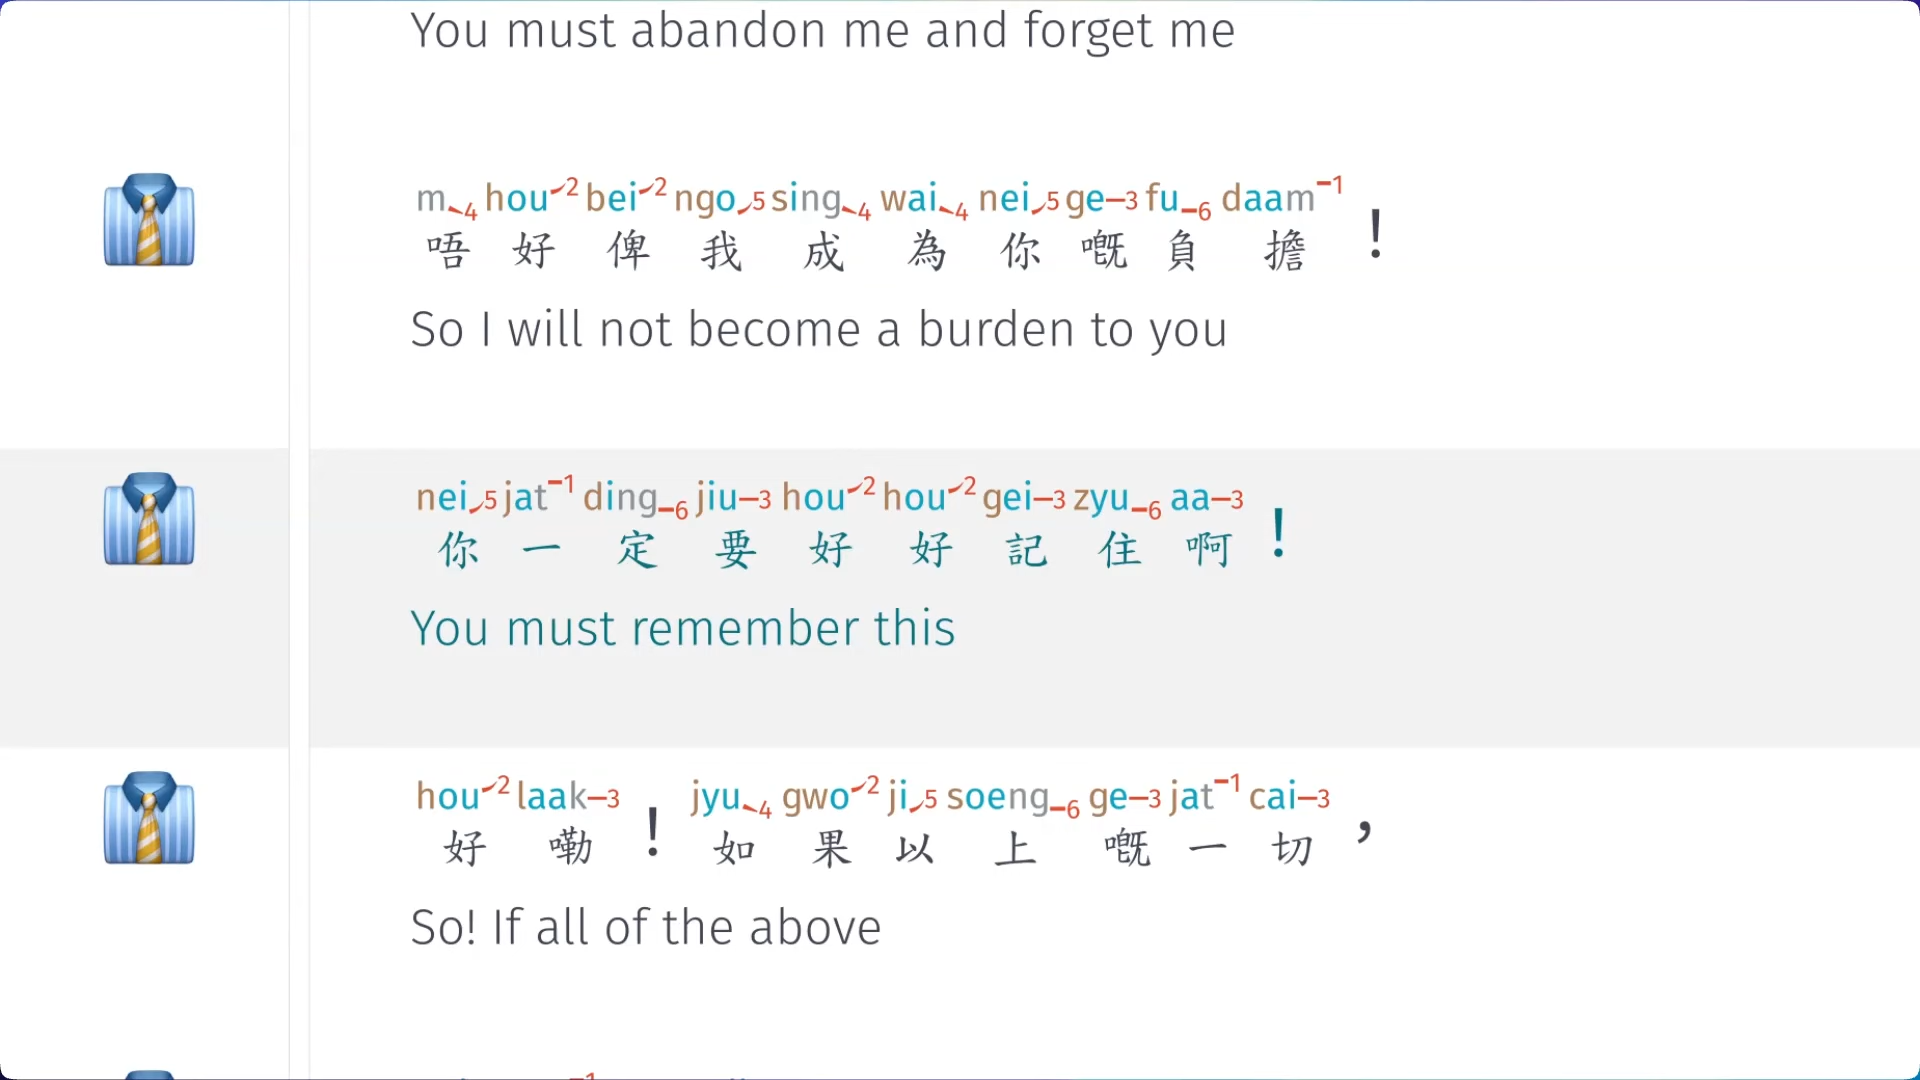 You must abandon me and forget me
m4 hou2 bei2 ngo5 sing4 wai4 nei5 ge3 fu6 daam1
唔好俾我成為你嘅負擔！
So I will not become a burden to you
nei5 jat1 ding6 jiu3 hou2 hou2 gei3 zyu6 aa3
你一定要好好記住啊！
You must remember this
hou2 laak3 jyu4 gwo2 ji5 soeng6 ge3 jat1 cai3
好嘞！如果以上嘅一切，
So! If all of the above